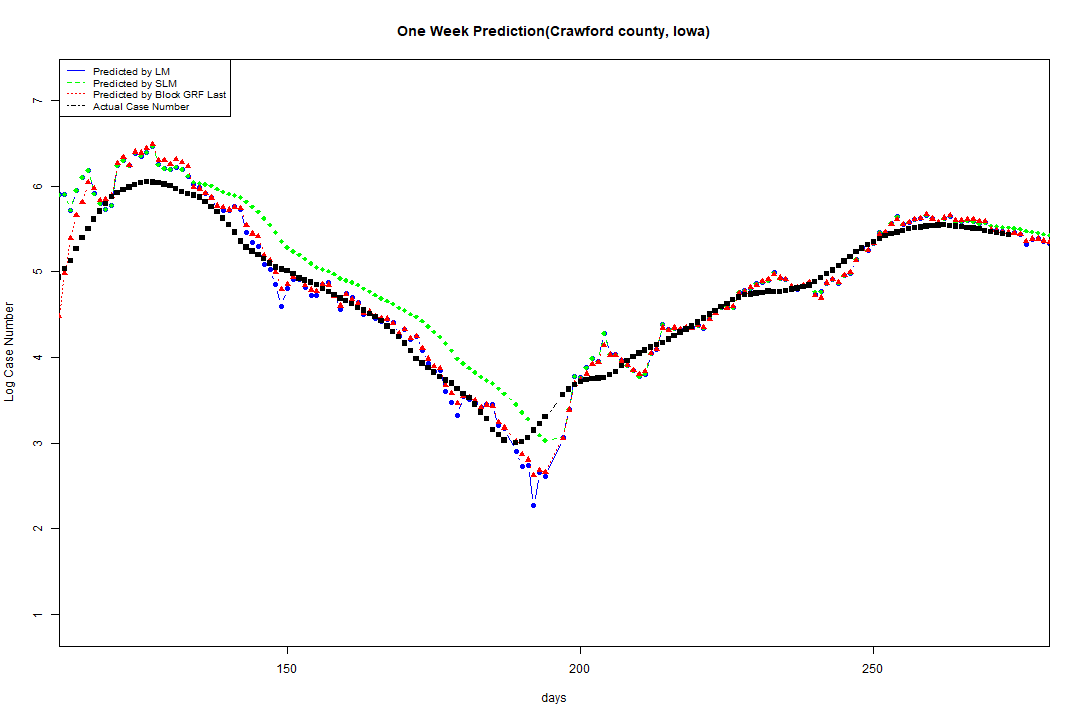 One Week Prediction(Crawford county, Iowa)
Predicted by LM
Predicted by SLM
Predicted by Block GRF Last
Actual Case Number
7
6
5
4
3
2
1
Log Case Number
150
200
250
days